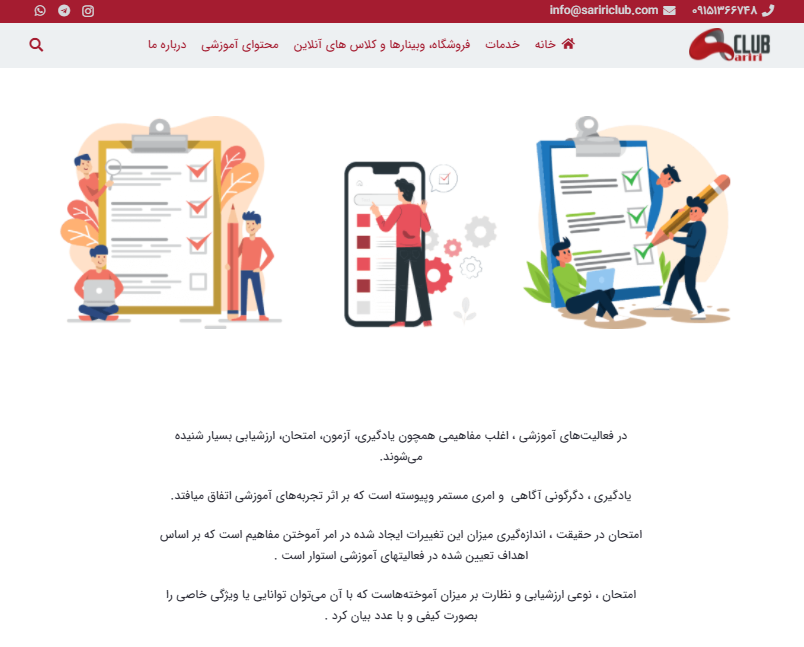 ۰۹۱۵۱۳۶۶۷۴۸
info@saririclub.com
CLUB
Sariri
خانه
خدمات
فروشگاه، وبینارها و کلاس های آنلاین
محتوای آموزشی
درباره ما
در فعالیت‌های آموزشی ، اغلب مفاهیمی همچون یادگیری، آزمون، امتحان، ارزشیابی بسیار شنیده
می‌شوند.
یادگیری ، دگرگونی آگاهی و امری مستمر وپیوسته است که بر اثر تجربه‌های آموزشی اتفاق میافتد.
امتحان در حقیقت ، اندازه‌گیری میزان این تغییرات ایجاد شده در امر آموختن مفاهیم است که بر اساس
اهداف تعیین شده در فعالیتهای آموزشی استوار است .
امتحان ، نوعی ارزشیابی و نظارت بر میزان آموخته‌هاست که با آن می‌توان توانایی یا ویژگی خاصی را
بصورت کیفی و با عدد بیان کرد .